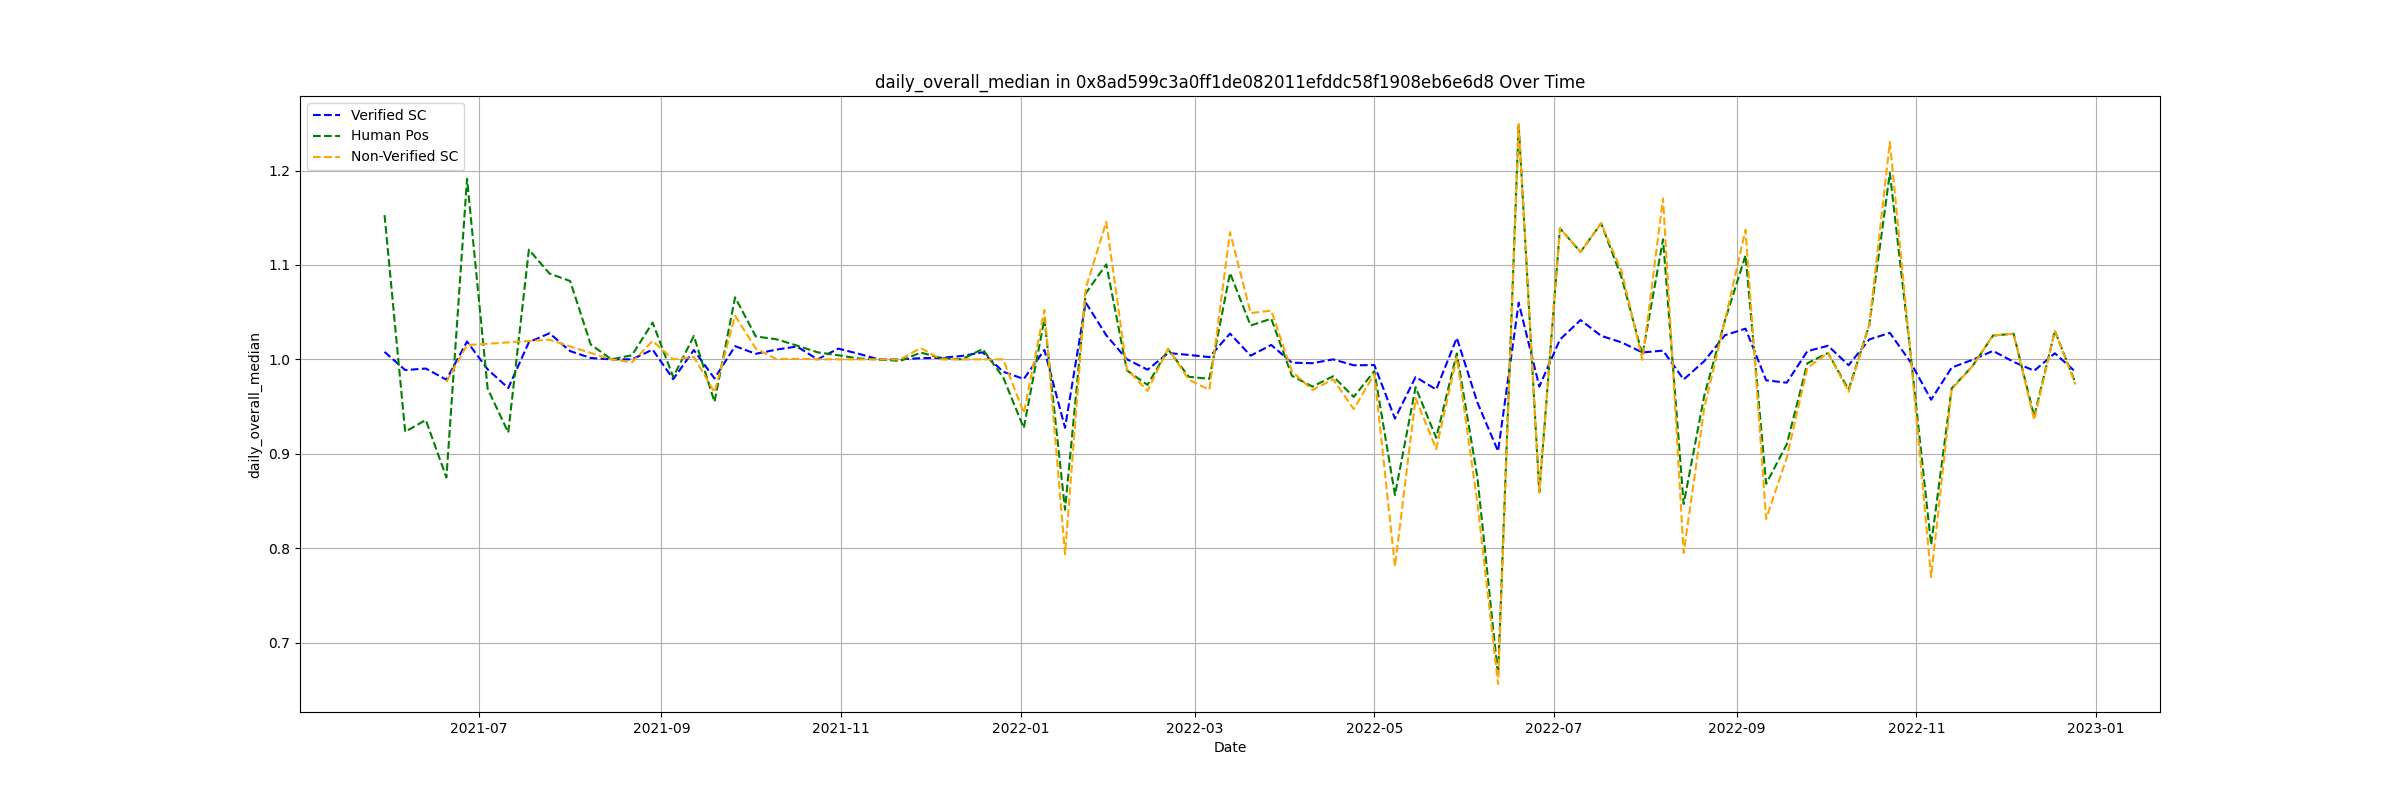 daily_overall_median in 0x8ad599c3a0ff1de082011efddc58f1908eb6e6d8 Over Time
Verified SC
Human Pos
Non-Verified SC
daily_overall_median
1.2
1.1
1.0
0.9
0.8
0.7
2021-07
2021-09
2021-11
2022-01
2022-03
2022-05
2022-07
2022-09
2022-11
2023-01
Date